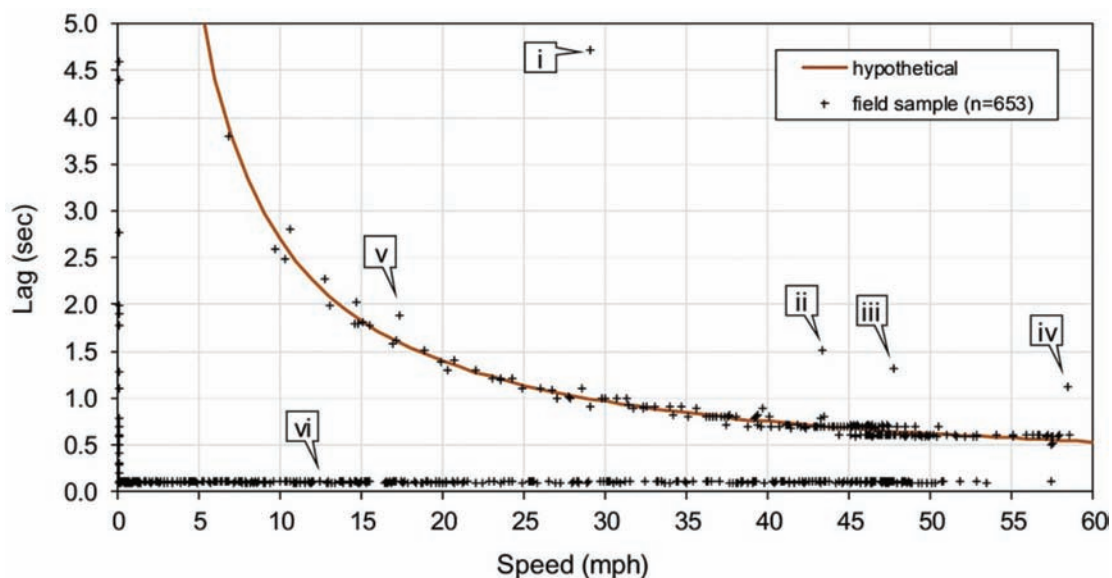 5.0
4.5
4.0
3.5
3.0
2.5
2.0
1.5
1.0
0.5
0.0
Lag (sec)
0 5 10 15 20 25 30 35 40 45 50 55 60
Speed (mph)
hypothetical
field sample (n=653)
i
v
ii
iii
iv
vi